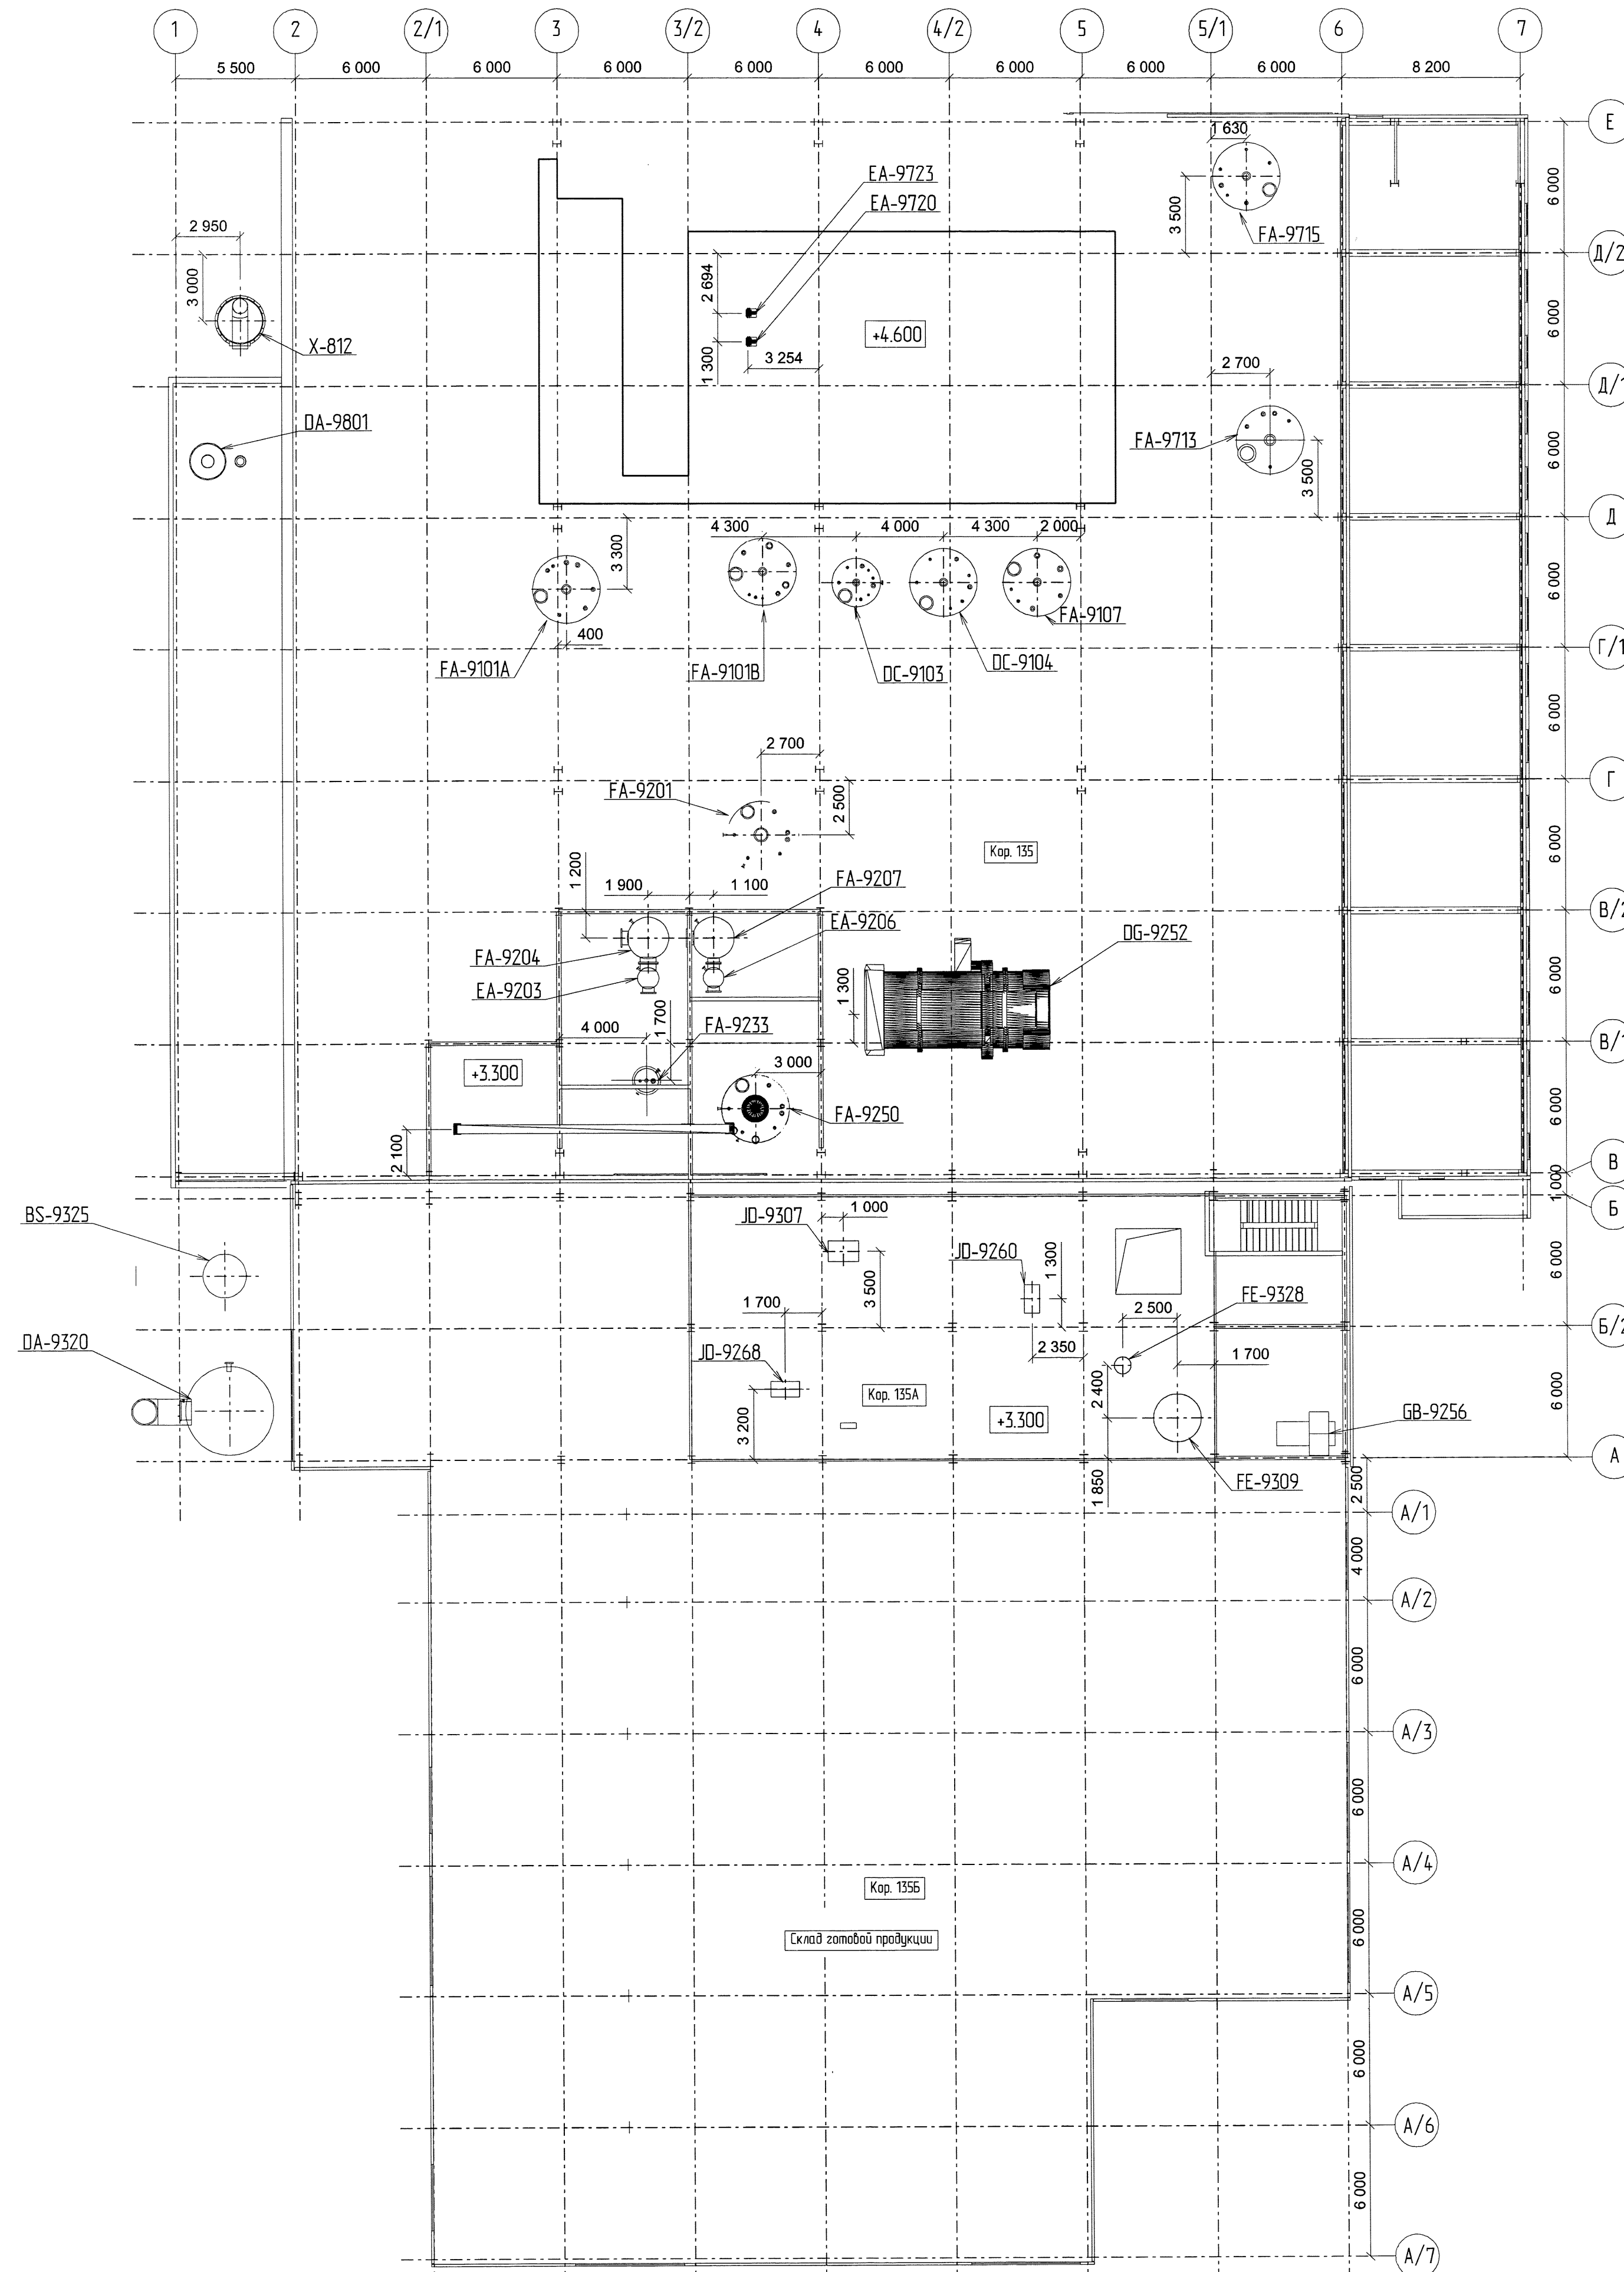 1 2 2/1 3 3/2 4 4/2 5 5/1 6 7
5 500 6 000 6 000 6 000 6 000 6 000 6 000 6 000 6 000 8 200
Е
1 630
6 000
3 500
EA-9723
EA-9720
FA-9715
2 950
3 000
Д/2
2 694
+4.600
6 000
X-812
1 300
3 254
2 700
Д/1
DA-9801
FA-9713
3 500
6 000
Д
4 300 4 000 4 300 2 000
3 300
6 000
FA-9107
400
FA-9101A
FA-9101B
DC-9103
DC-9104
Г/1
6 000
2 700
FA-9201
2 500
Г
Кор. 135
6 000
1 200
1 900
1 100
FA-9207
EA-9206
В/2
DG-9252
FA-9204
EA-9203
1 300
6 000
4 000
1 700
FA-9233
В/1
+3.300
3 000
FA-9250
6 000
2 100
В
1 000
Б
BS-9325
JD-9307
1 000
JD-9260
1 300
3 500
6 000
1 700
2 500
FE-9328
Б/2
DA-9320
JD-9268
2 350
1 700
2 400
Кор. 135А
+3.300
3 200
GB-9256
6 000
А
1 850
FE-9309
2 500
А/1
4 000
А/2
6 000
А/3
6 000
А/4
Кор. 135Б
6 000
Склад готовой продукции
А/5
6 000
А/6
6 000
А/7